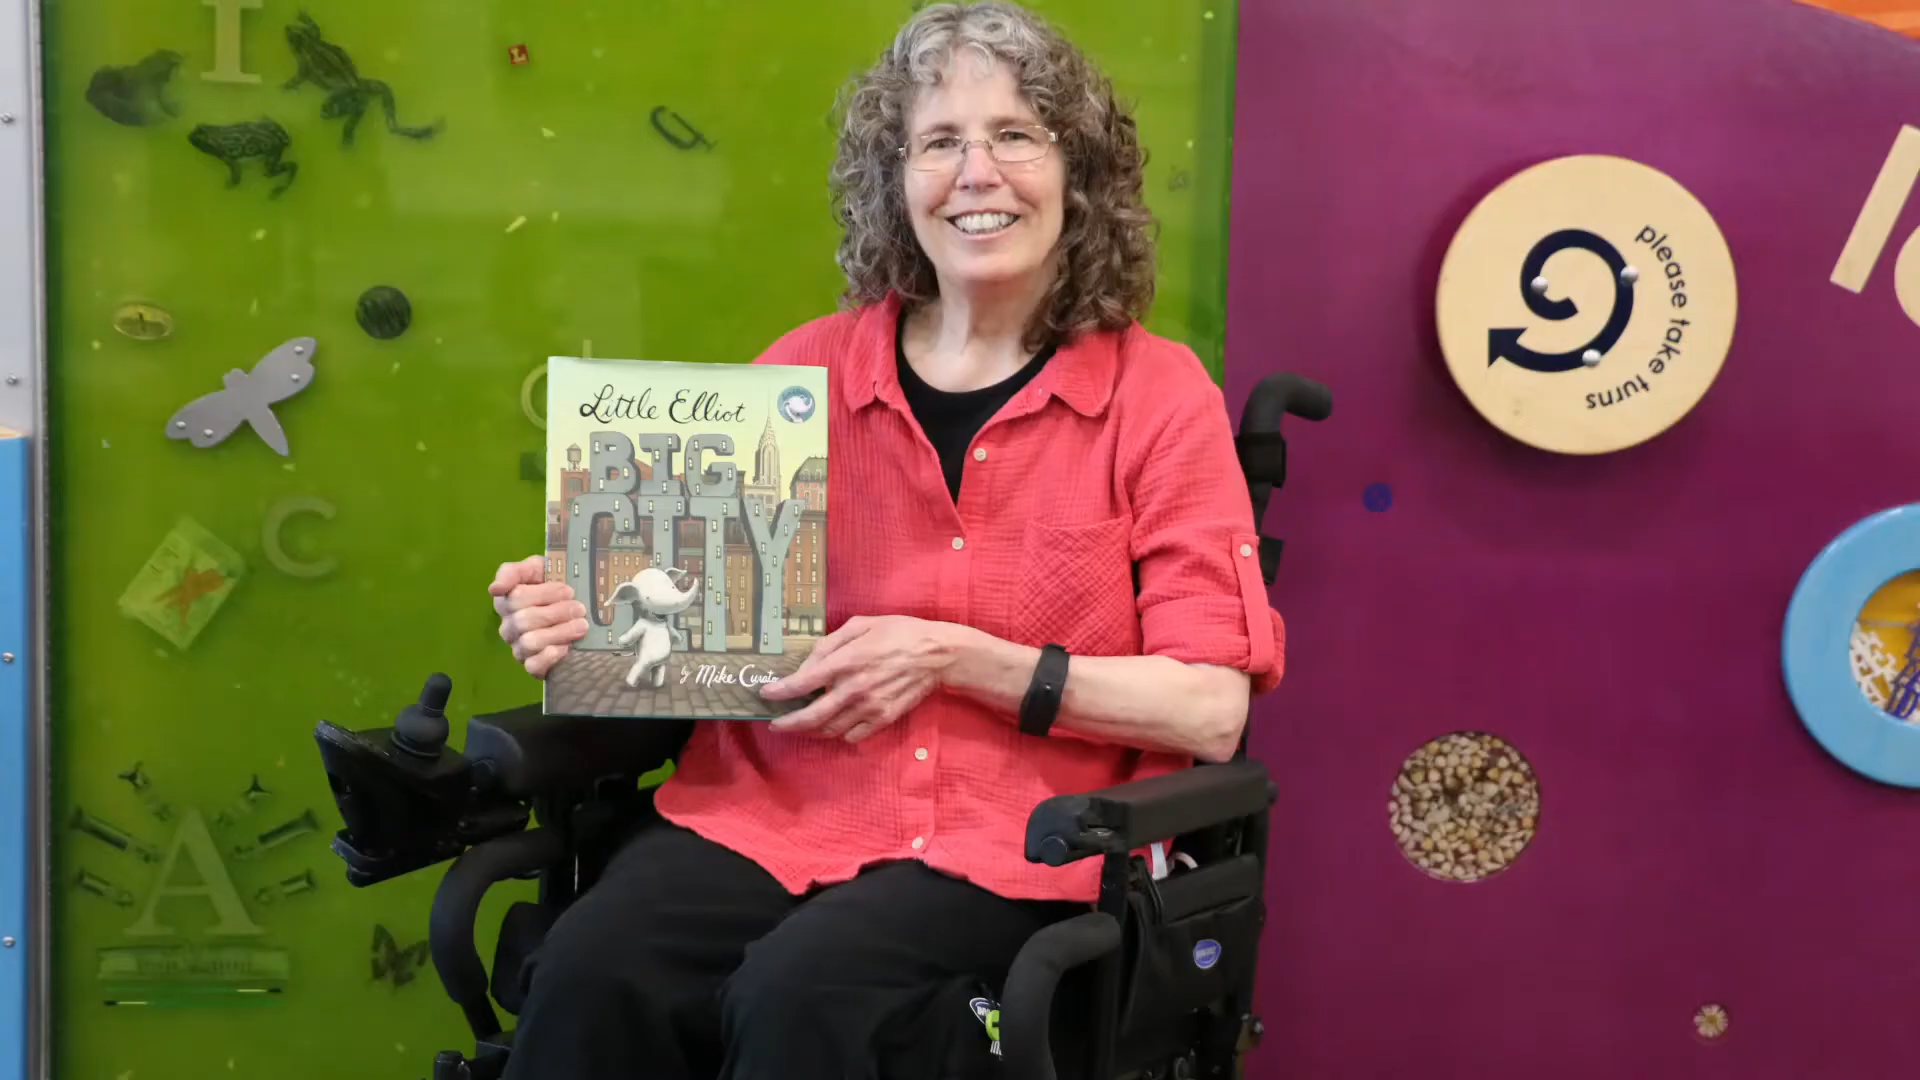 I
L
Little Elliot
BIG
CITY
by Mike Curato
please take turns
C
A